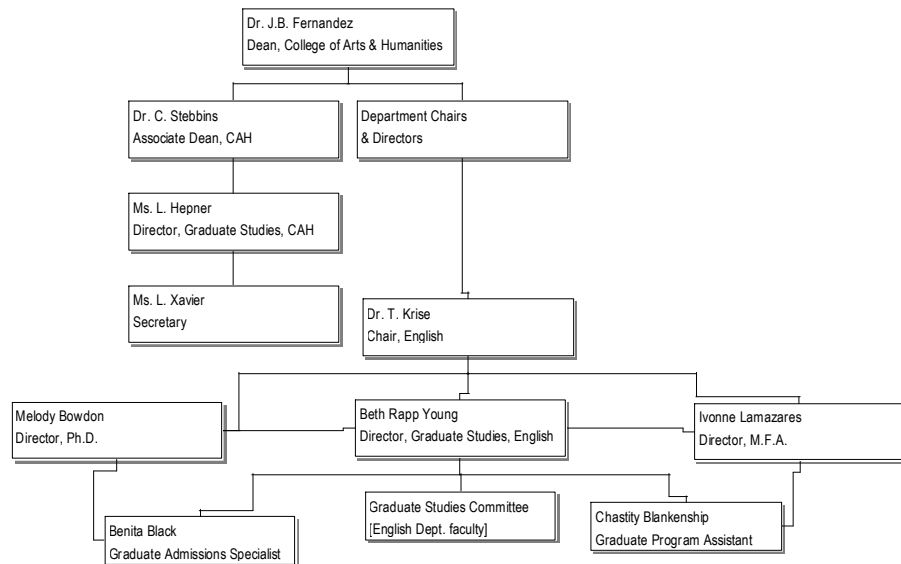 Dr. J.B. Fernandez
Dean, College of Arts & Humanities
Dr. C. Stebbins
Associate Dean, CAH
Department Chairs
& Directors
Ms. L. Hepner
Director, Graduate Studies, CAH
Ms. L. Xavier
Secretary
Dr. T. Krise
Chair, English
Melody Bowdon
Director, Ph.D.
Beth Rapp Young
Director, Graduate Studies, English
Ivonne Lamazares
Director, M.F.A.
Benita Black
Graduate Admissions Specialist
Graduate Studies Committee
[English Dept. faculty]
Chastity Blankenship
Graduate Program Assistant